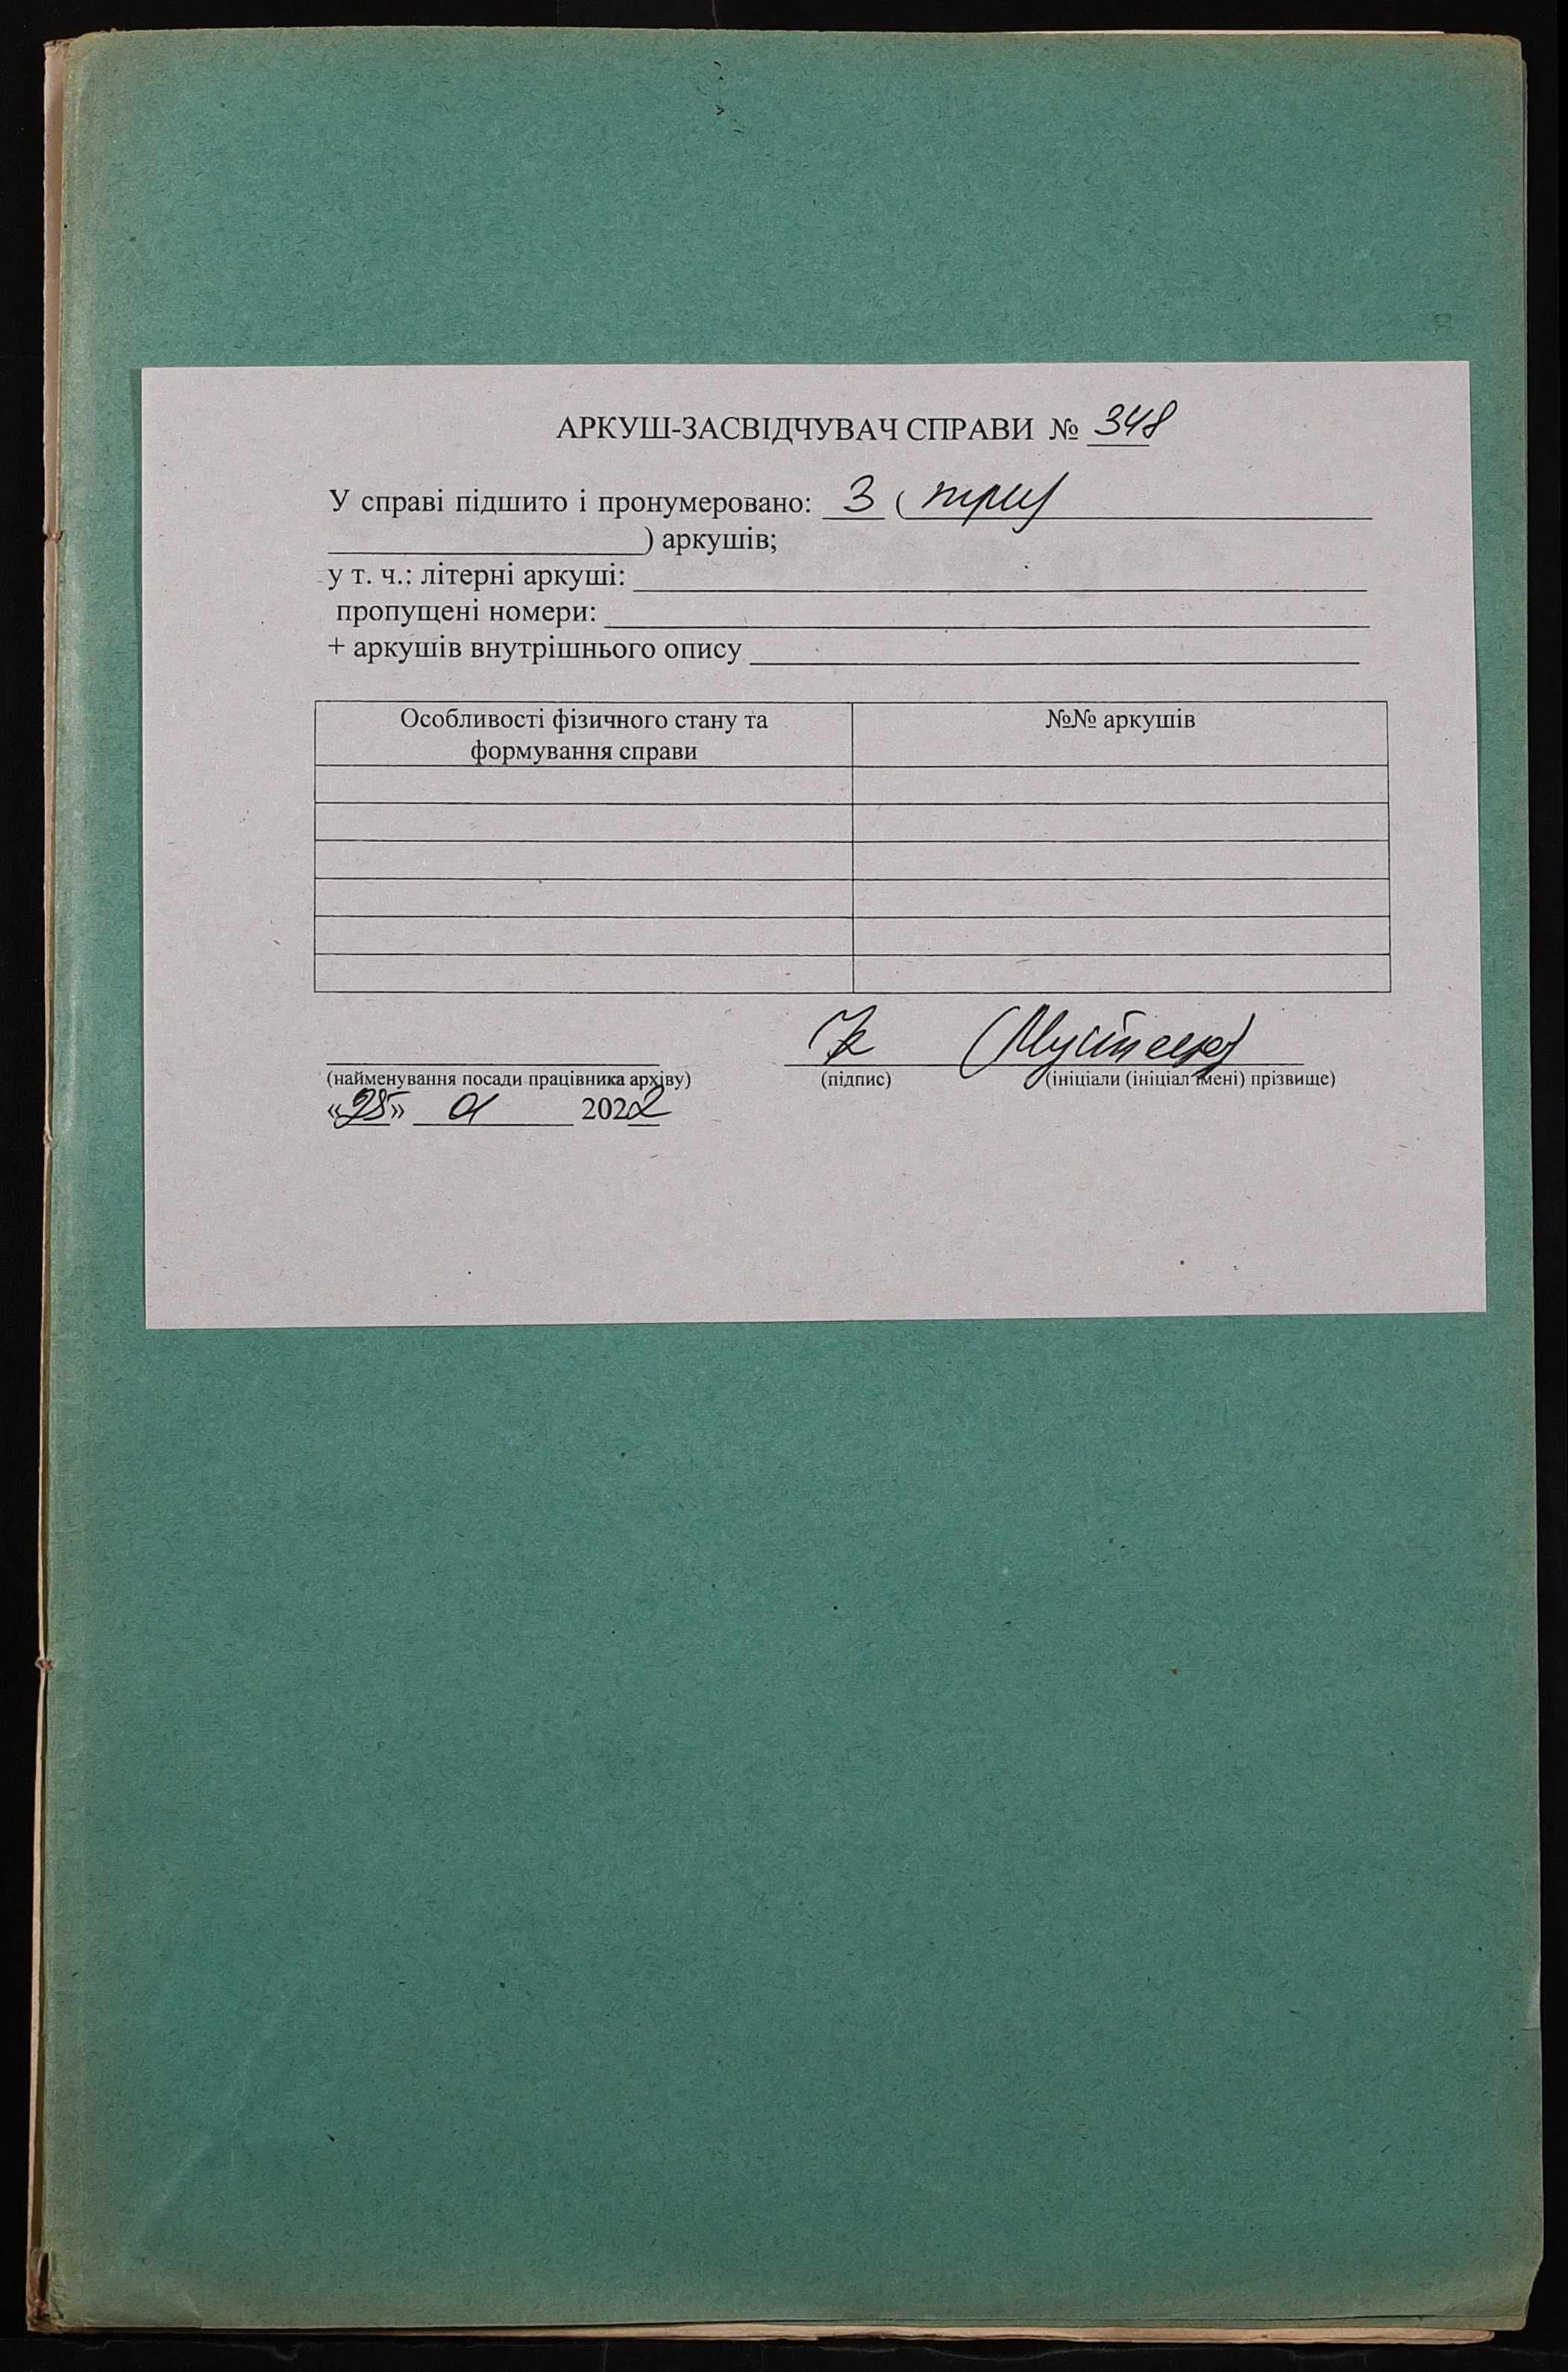 АРКУШ-ЗАСВІДЧУВАЧ СПРАВИ № 348
У справі підшито і пронумеровано: 3 ( три)
) аркушів;
у т. ч.: літерні аркуші:
пропущені номери:
+ аркушів внутрішнього опису
Особливості фізичного стану та
формування справи
№№ аркушів
(найменування посади працівника архіву)
(підпис)
(ініціали (ініціал імені) прізвище)
«25» 01 2022